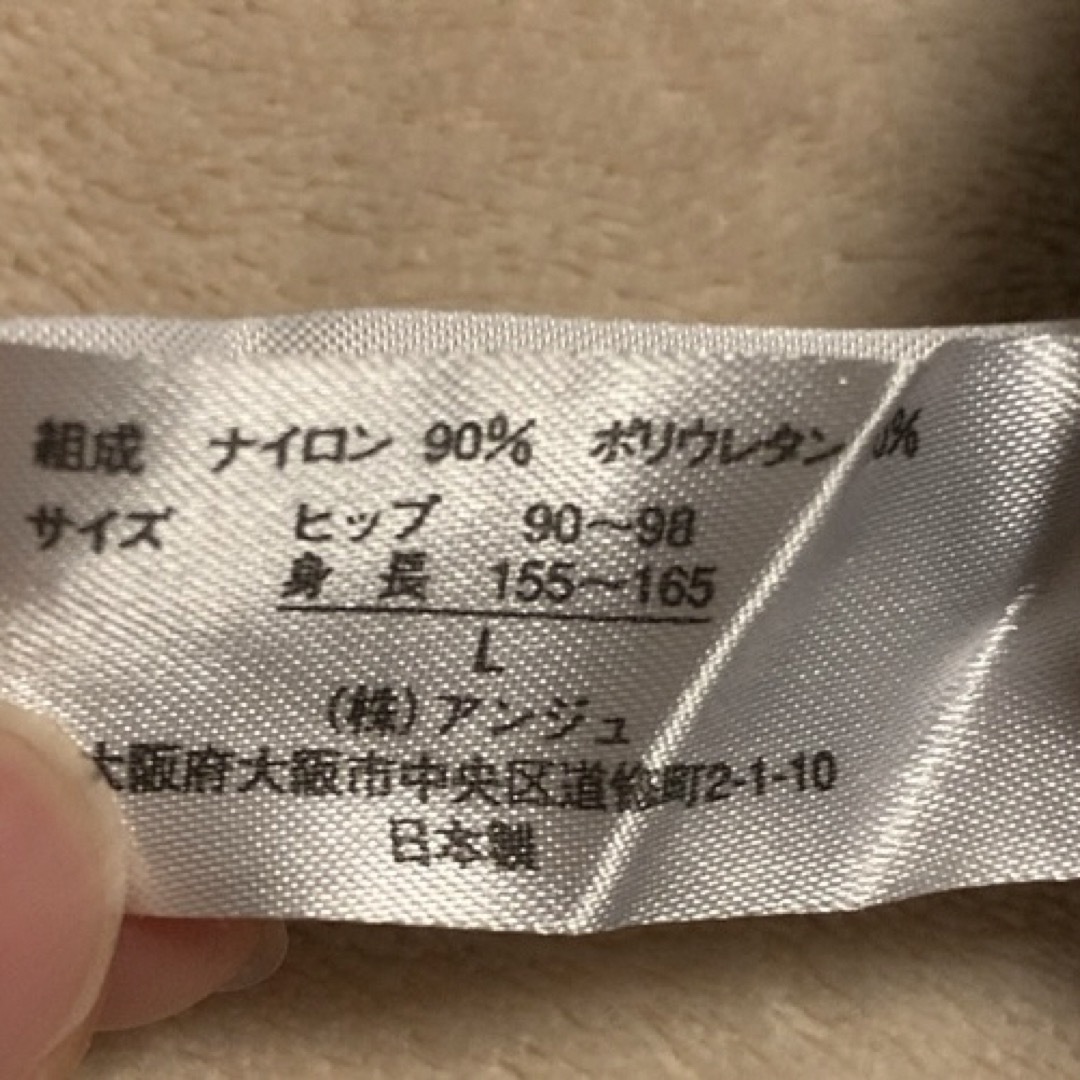 組成 ナイロン 90% ポリウレタン 0%
サイズ ヒップ 90〜98
身長 155〜165
L
(株)アンジュ
大阪府大阪市中央区道修町2-1-10
日本製